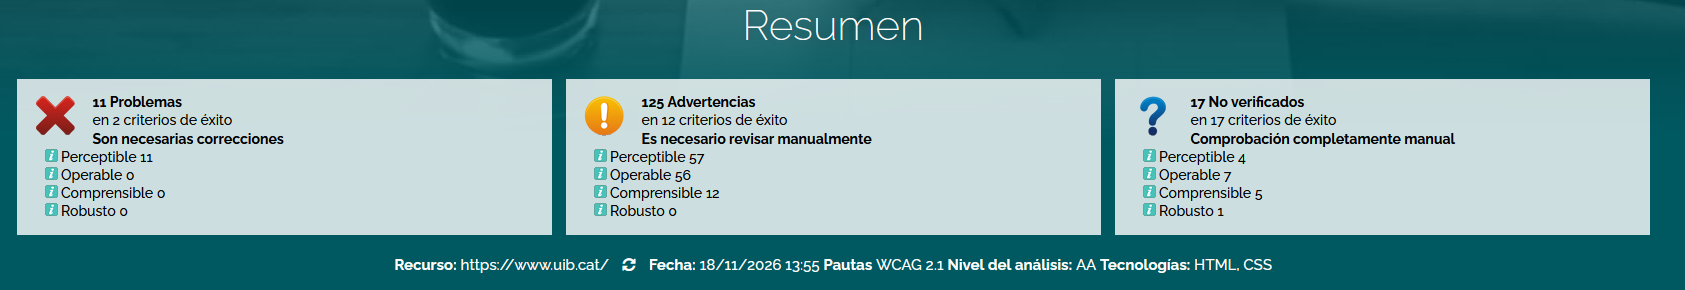 Resumen
11 Problemas
en 2 criterios de éxito
Son necesarias correcciones
Perceptible 11
Operable 0
Comprensible 0
Robusto 0
125 Advertencias
en 12 criterios de éxito
Es necesario revisar manualmente
Perceptible 57
Operable 56
Comprensible 12
Robusto 0
17 No verificados
en 17 criterios de éxito
Comprobación completamente manual
Perceptible 4
Operable 7
Comprensible 5
Robusto 1
Recurso: https://www.uib.cat/ Fecha: 18/11/2026 13:55 Pautas WCAG 2.1 Nivel del análisis: AA Tecnologías: HTML, CSS